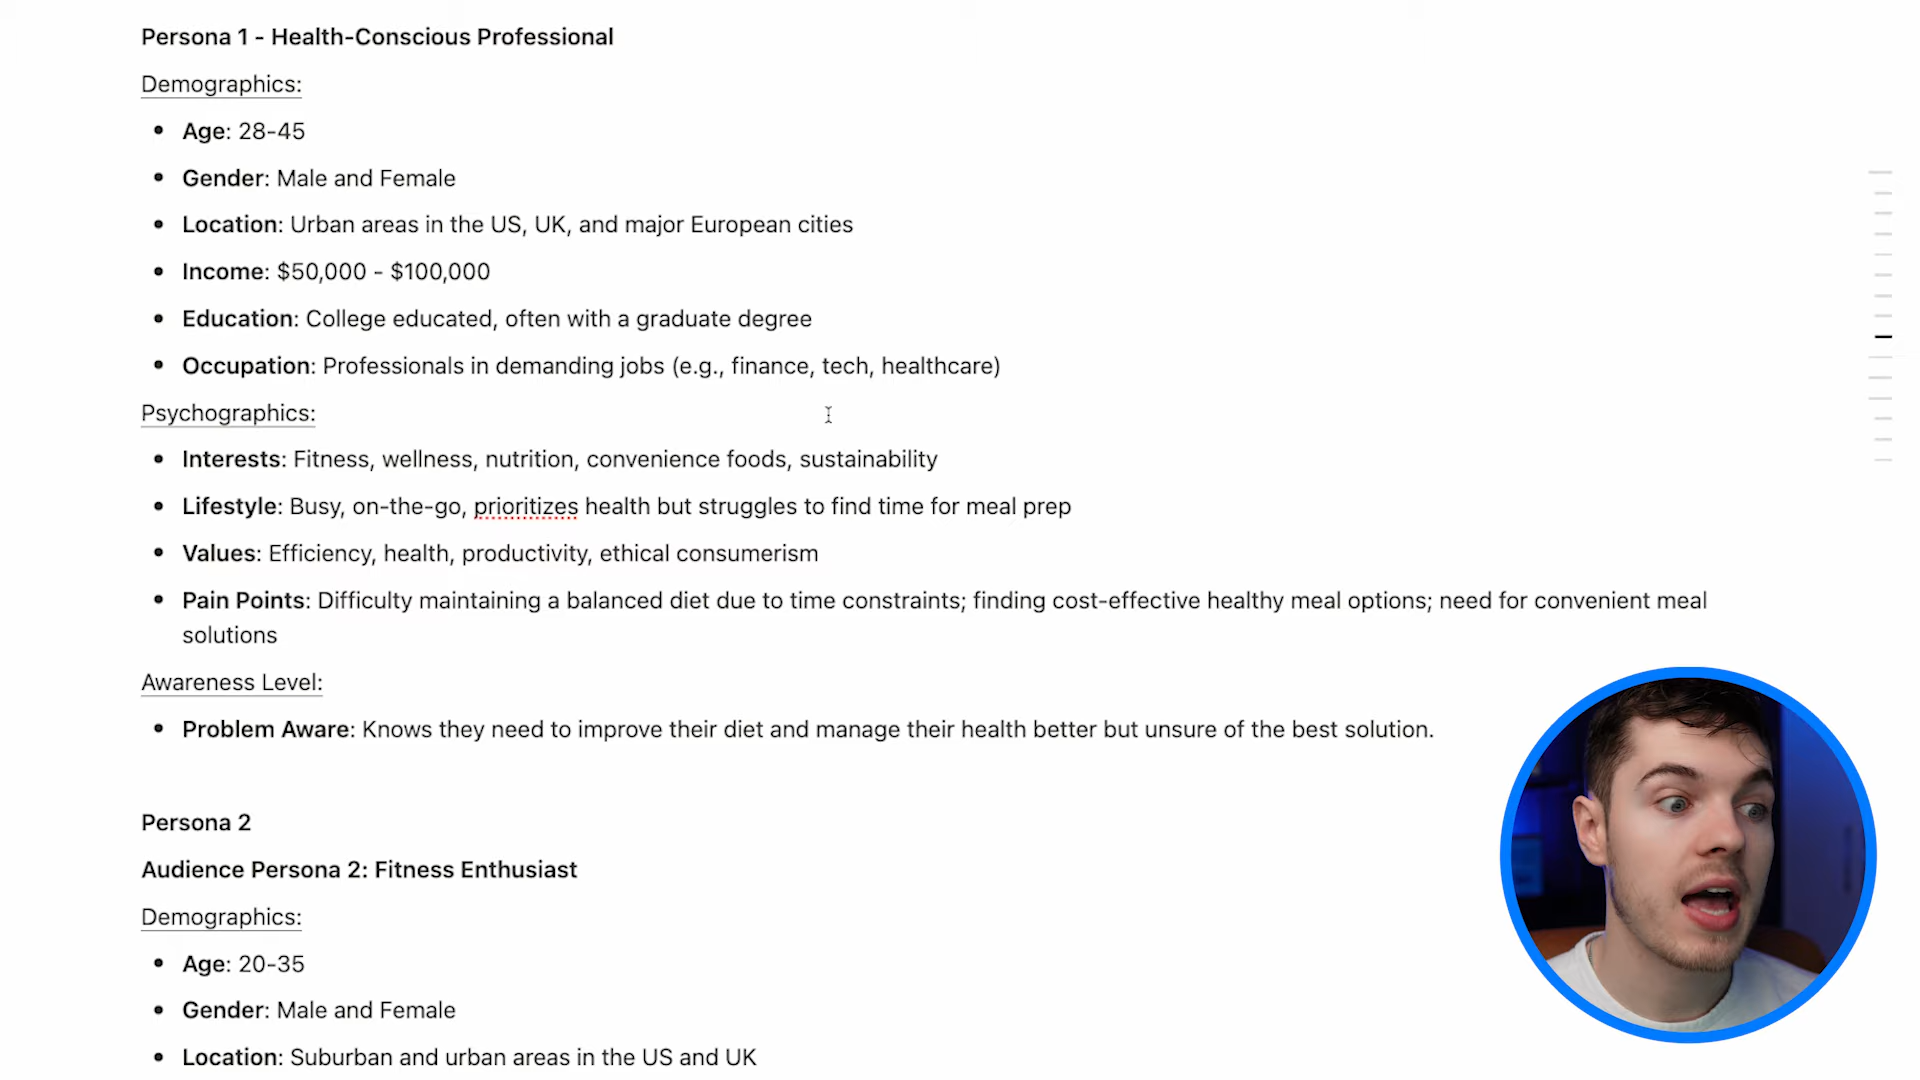 Persona 1 - Health-Conscious Professional
Demographics:
• Age: 28-45
• Gender: Male and Female
• Location: Urban areas in the US, UK, and major European cities
• Income: $50,000 - $100,000
• Education: College educated, often with a graduate degree
• Occupation: Professionals in demanding jobs (e.g., finance, tech, healthcare)
Psychographics:
• Interests: Fitness, wellness, nutrition, convenience foods, sustainability
• Lifestyle: Busy, on-the-go, prioritizes health but struggles to find time for meal prep
• Values: Efficiency, health, productivity, ethical consumerism
• Pain Points: Difficulty maintaining a balanced diet due to time constraints; finding cost-effective healthy meal options; need for convenient meal
solutions
Awareness Level:
• Problem Aware: Knows they need to improve their diet and manage their health better but unsure of the best solution.
Persona 2
Audience Persona 2: Fitness Enthusiast
Demographics:
• Age: 20-35
• Gender: Male and Female
• Location: Suburban and urban areas in the US and UK